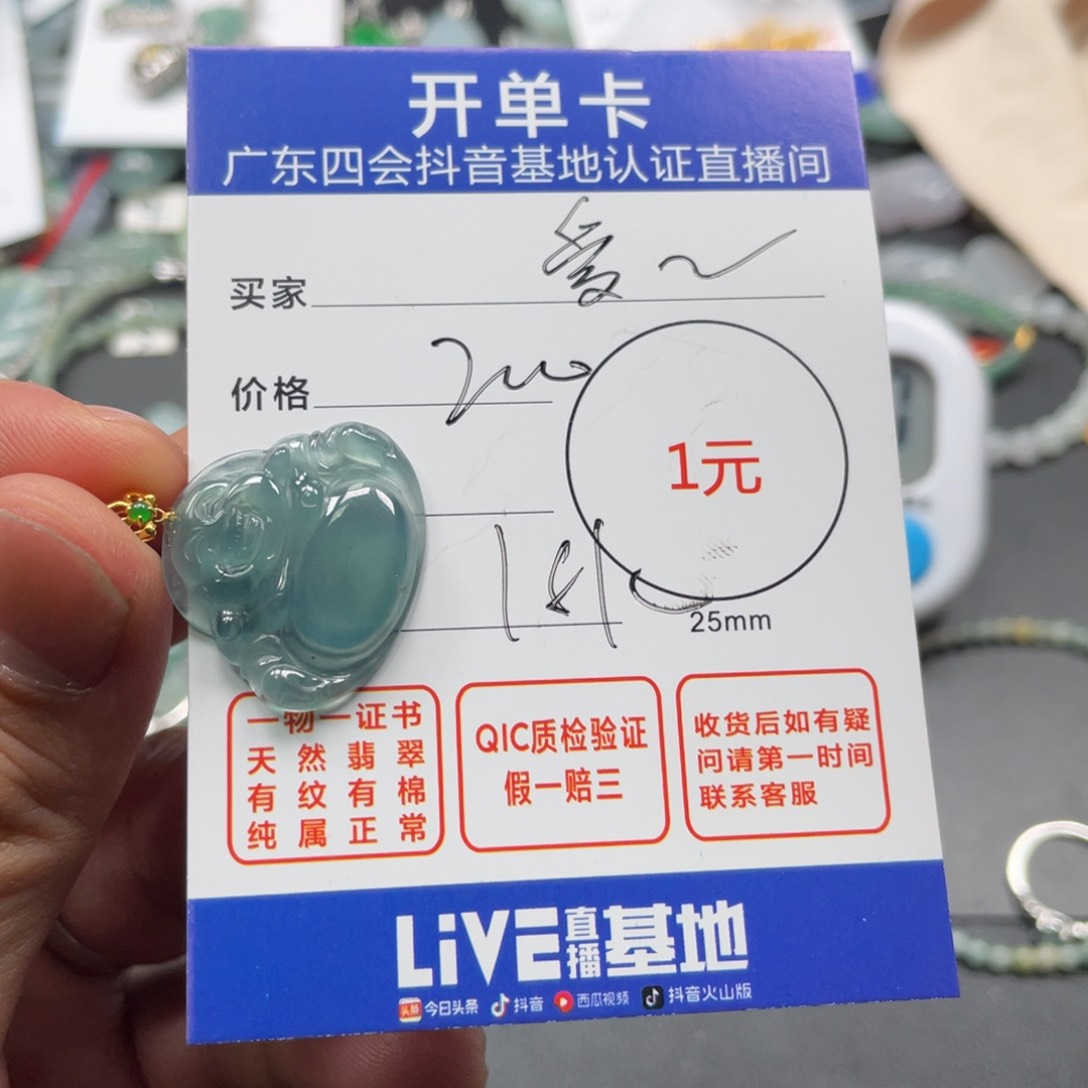 开单卡
广东四会抖音基地认证直播间
买家 爱~
价格 2000
1元
25mm
一物一证书
天然翡翠
有纹有棉
纯属正常
QIC质检验证
假一赔三
收货后如有疑
问请第一时间
联系客服
LiVE直播基地
头条 今日头条 抖音 西瓜视频 抖音火山版